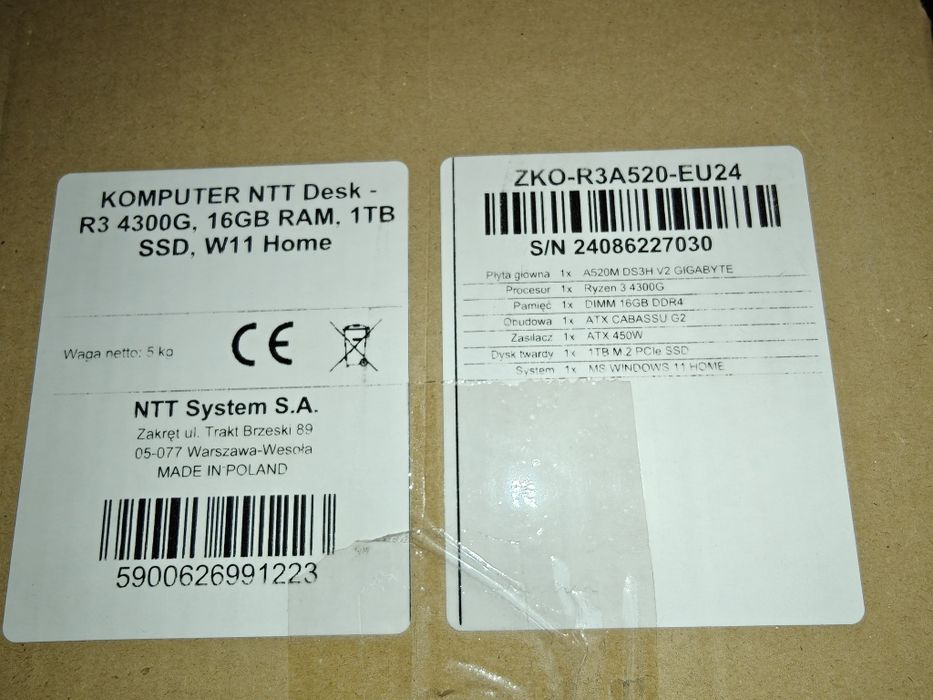 KOMPUTER NTT Desk -
R3 4300G, 16GB RAM, 1TB
SSD, W11 Home
Waga netto: 5 kg
CE
NTT System S.A.
Zakręt ul. Trakt Brzeski 89
05-077 Warszawa-Wesoła
MADE IN POLAND
5900626991223
ZKO-R3A520-EU24
S/N 24086227030
Płyta główna 1x A520M DS3H V2 GIGABYTE
Procesor 1x Ryzen 3 4300G
Pamięć 1x DIMM 16GB DDR4
Obudowa 1x ATX CABASSU G2
Zasilacz 1x ATX 450W
Dysk twardy 1x 1TB M.2 PCIe SSD
System 1x MS WINDOWS 11 HOME